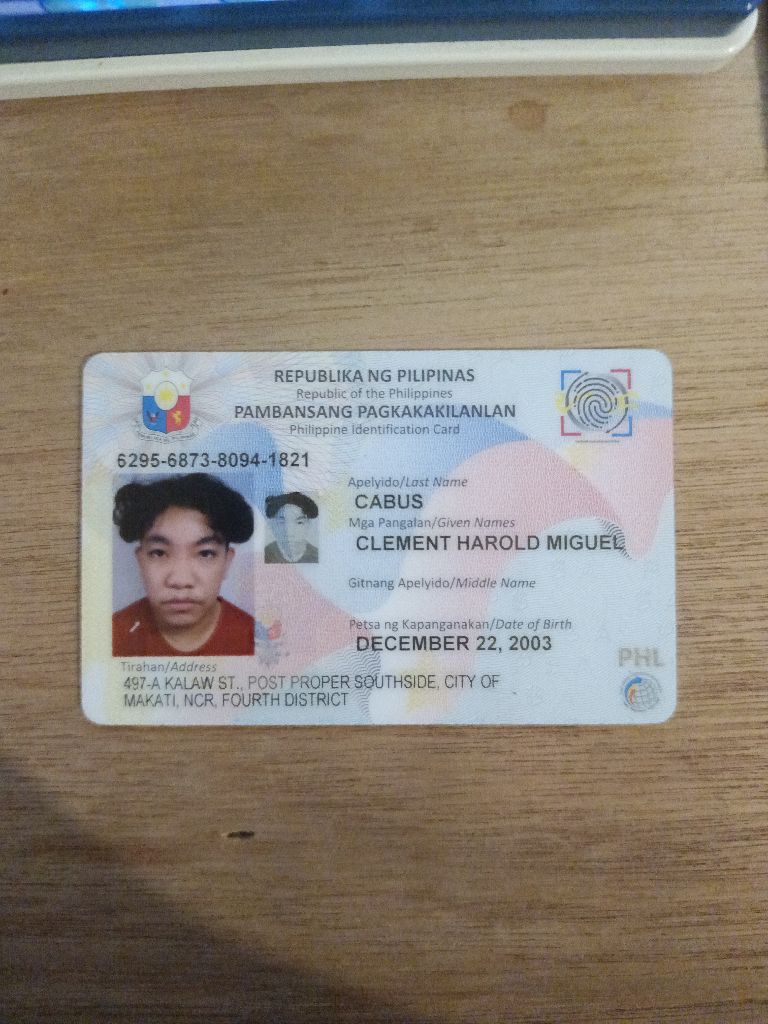 REPUBLIKA NG PILIPINAS
Republic of the Philippines
PAMBANSANG PAGKAKAKILANLAN
Philippine Identification Card
6295-6873-8094-1821
Apelyido/Last Name
CABUS
Mga Pangalan/Given Names
CLEMENT HAROLD MIGUEL
Gitnang Apelyido/Middle Name
Petsa ng Kapanganakan/Date of Birth
DECEMBER 22, 2003
PHL
Tirahan/Address
497-A KALAW ST., POST PROPER SOUTHSIDE, CITY OF
MAKATI, NCR, FOURTH DISTRICT